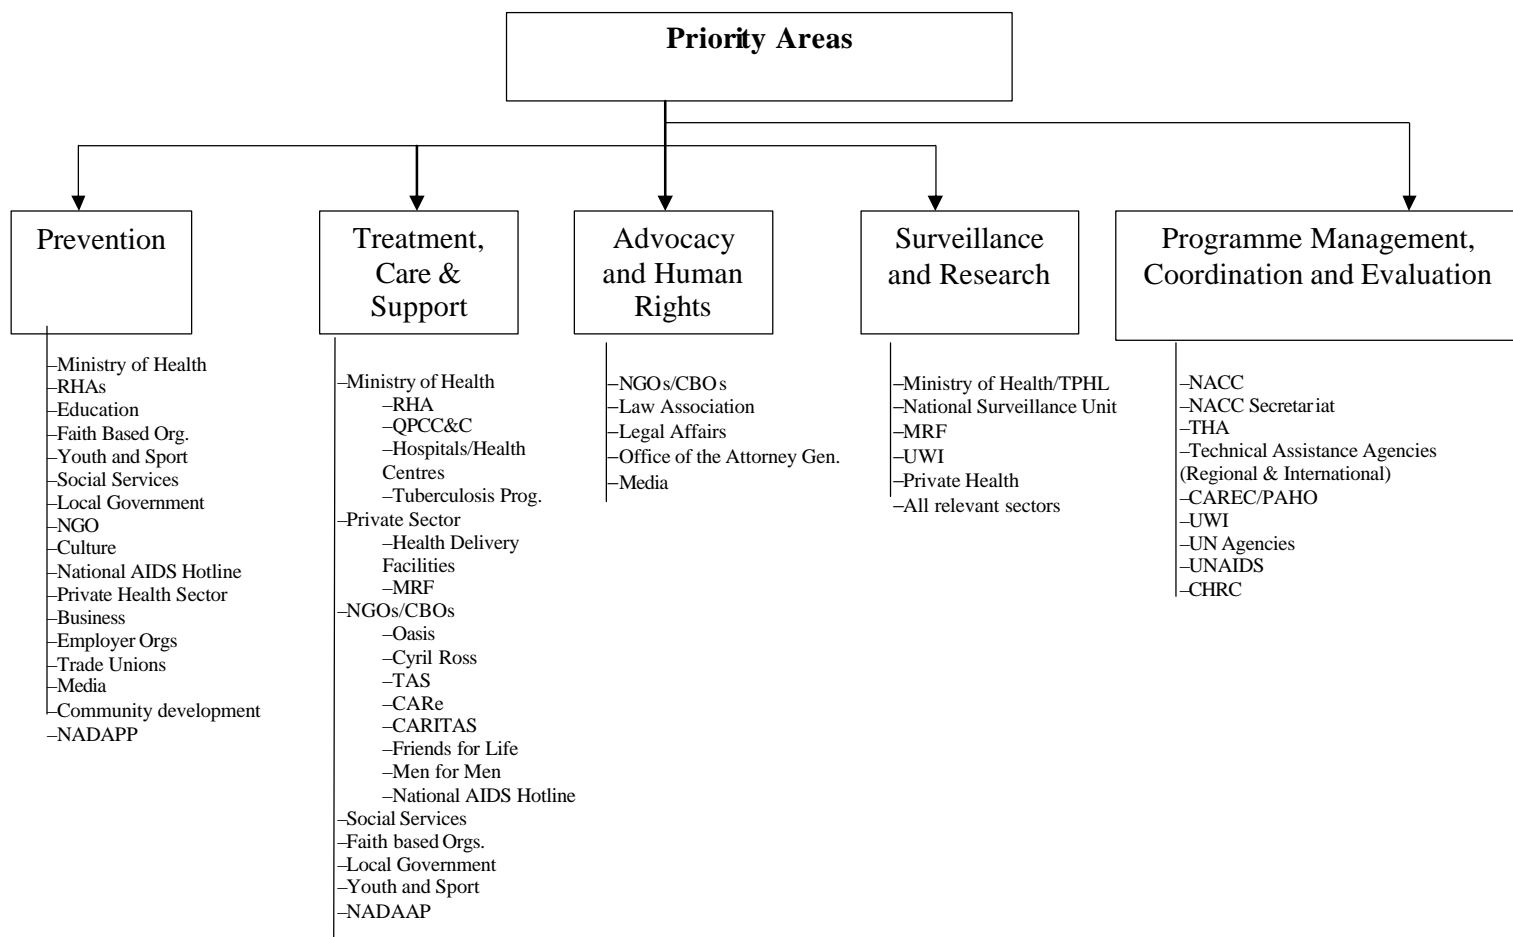 Priority Areas
Prevention
–Ministry of Health
–RHAs
–Education
–Faith Based Org.
–Youth and Sport
–Social Services
–Local Government
–NGO
–Culture
–National AIDS Hotline
–Private Health Sector
–Business
–Employer Orgs
–Trade Unions
–Media
–Community development
–NADAPP
Treatment,
Care &
Support
–Ministry of Health
–RHA
–QPCC&C
–Hospitals/Health
Centres
–Tuberculosis Prog.
–Private Sector
–Health Delivery
Facilities
–MRF
–NGOs/CBOs
–Oasis
–Cyril Ross
–TAS
–CARe
–CARITAS
–Friends for Life
–Men for Men
–National AIDS Hotline
–Social Services
–Faith based Orgs.
–Local Government
–Youth and Sport
–NADAAP
Advocacy
and Human
Rights
–NGOs/CBOs
–Law Association
–Legal Affairs
–Office of the Attorney Gen.
–Media
Surveillance
and Research
–Ministry of Health/TPHL
–National Surveillance Unit
–MRF
–UWI
–Private Health
–All relevant sectors
Programme Management,
Coordination and Evaluation
–NACC
–NACC Secretariat
–THA
–Technical Assistance Agencies
(Regional & International)
–CAREC/PAHO
–UWI
–UN Agencies
–UNAIDS
–CHRC